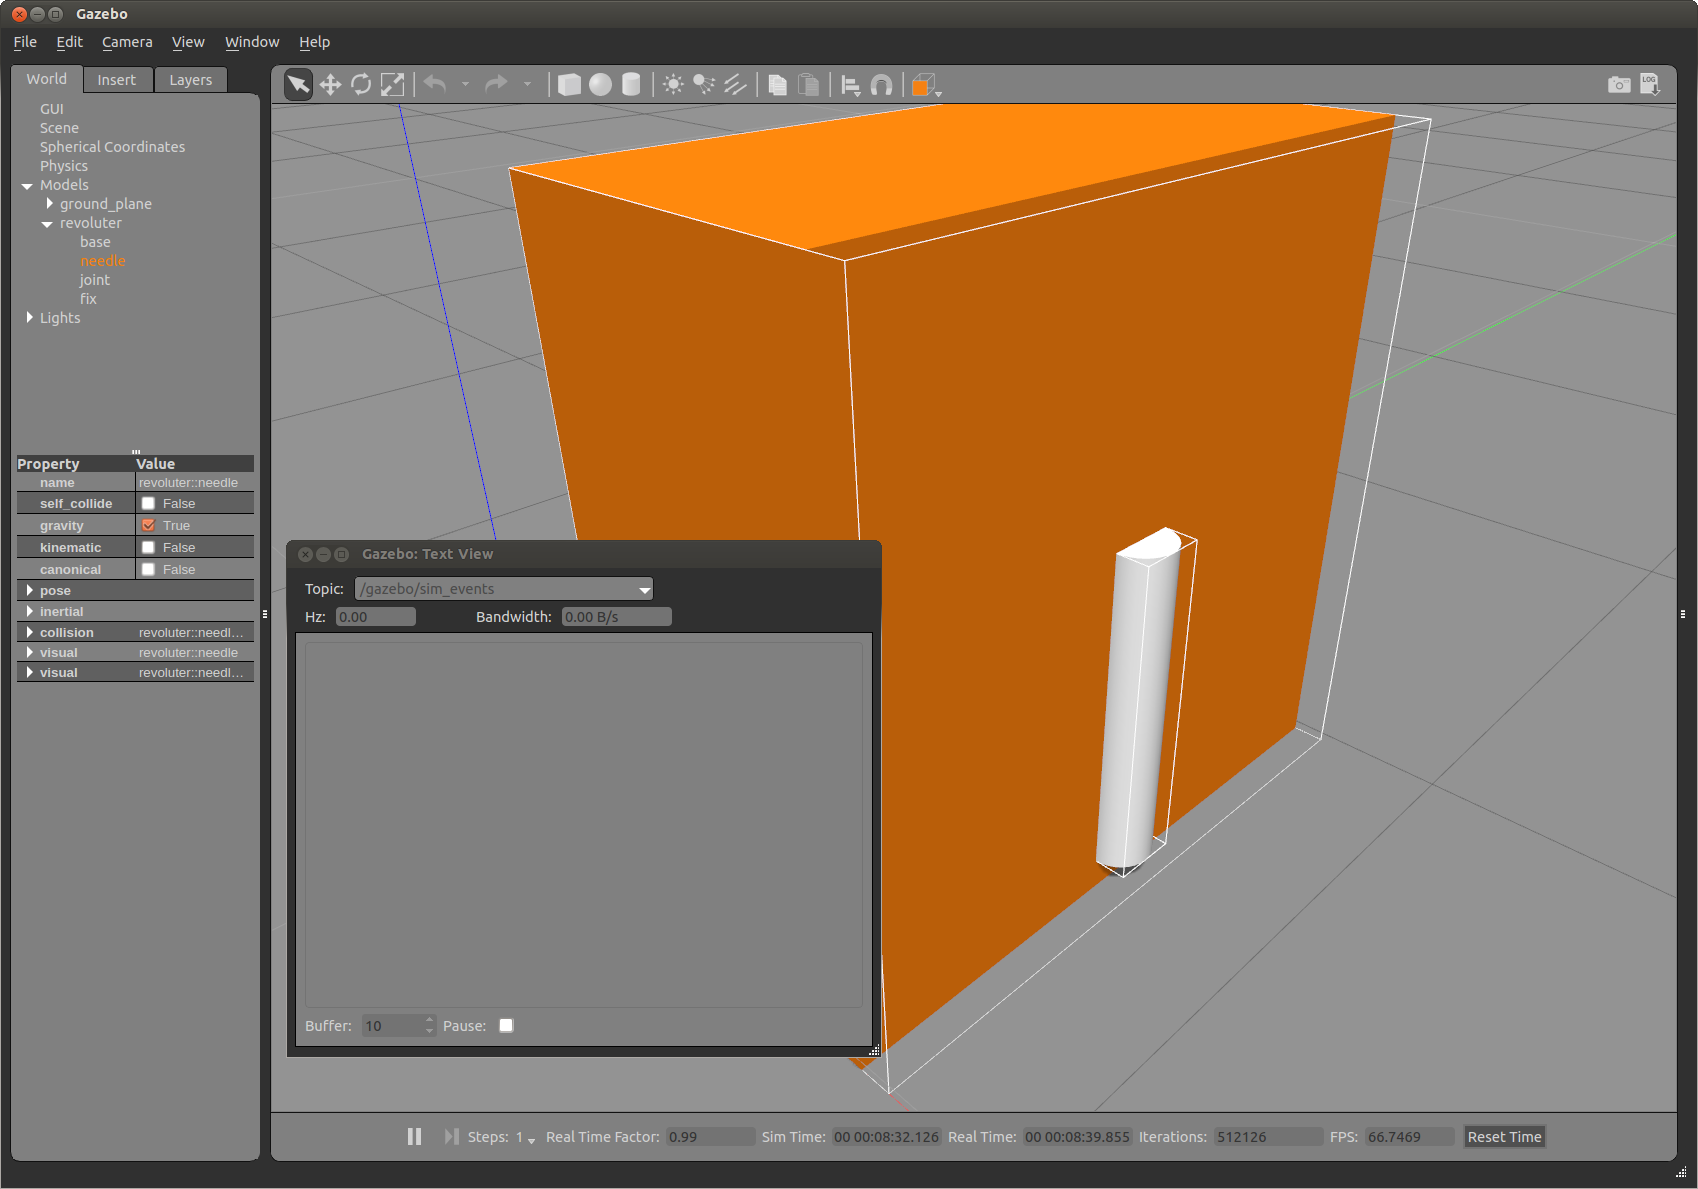 Gazebo
File Edit Camera View Window Help
World Insert Layers
LOG
GUI
Scene
Spherical Coordinates
Physics
Models
ground_plane
revoluter
base
needle
joint
fix
Lights
Property Value
name revoluter::needle
self_collide False
gravity True
kinematic False
canonical False
pose
inertial
collision revoluter::needl...
visual revoluter::needle
visual revoluter::needl...
Gazebo: Text View
Topic: /gazebo/sim_events
Hz: 0.00 Bandwidth: 0.00 B/s
Buffer: 10 Pause:
Steps: 1 Real Time Factor: 0.99 Sim Time: 00 00:08:32.126 Real Time: 00 00:08:39.855 Iterations: 512126 FPS: 66.7469 Reset Time